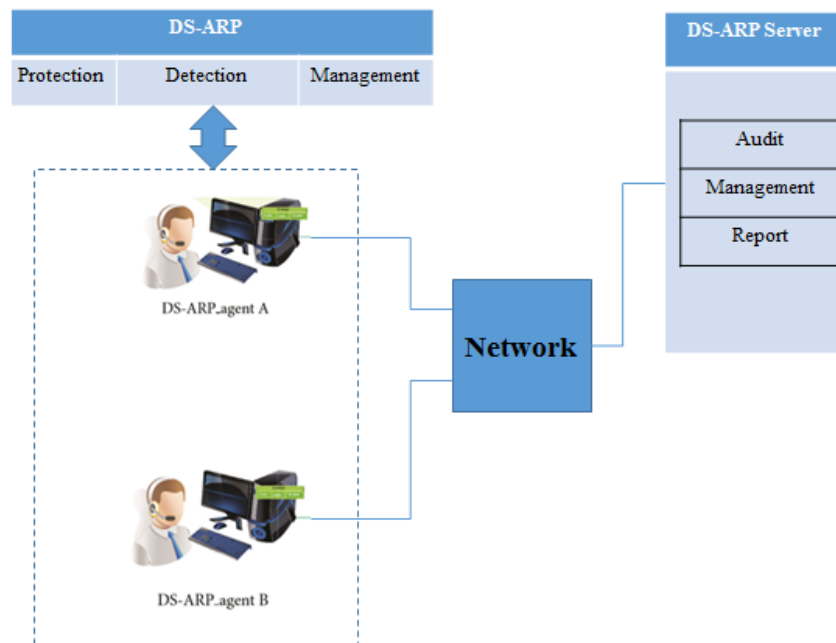 DS-ARP
Protection Detection Management
DS-ARP_agent A
DS-ARP_agent B
Network
DS-ARP Server
Audit
Management
Report